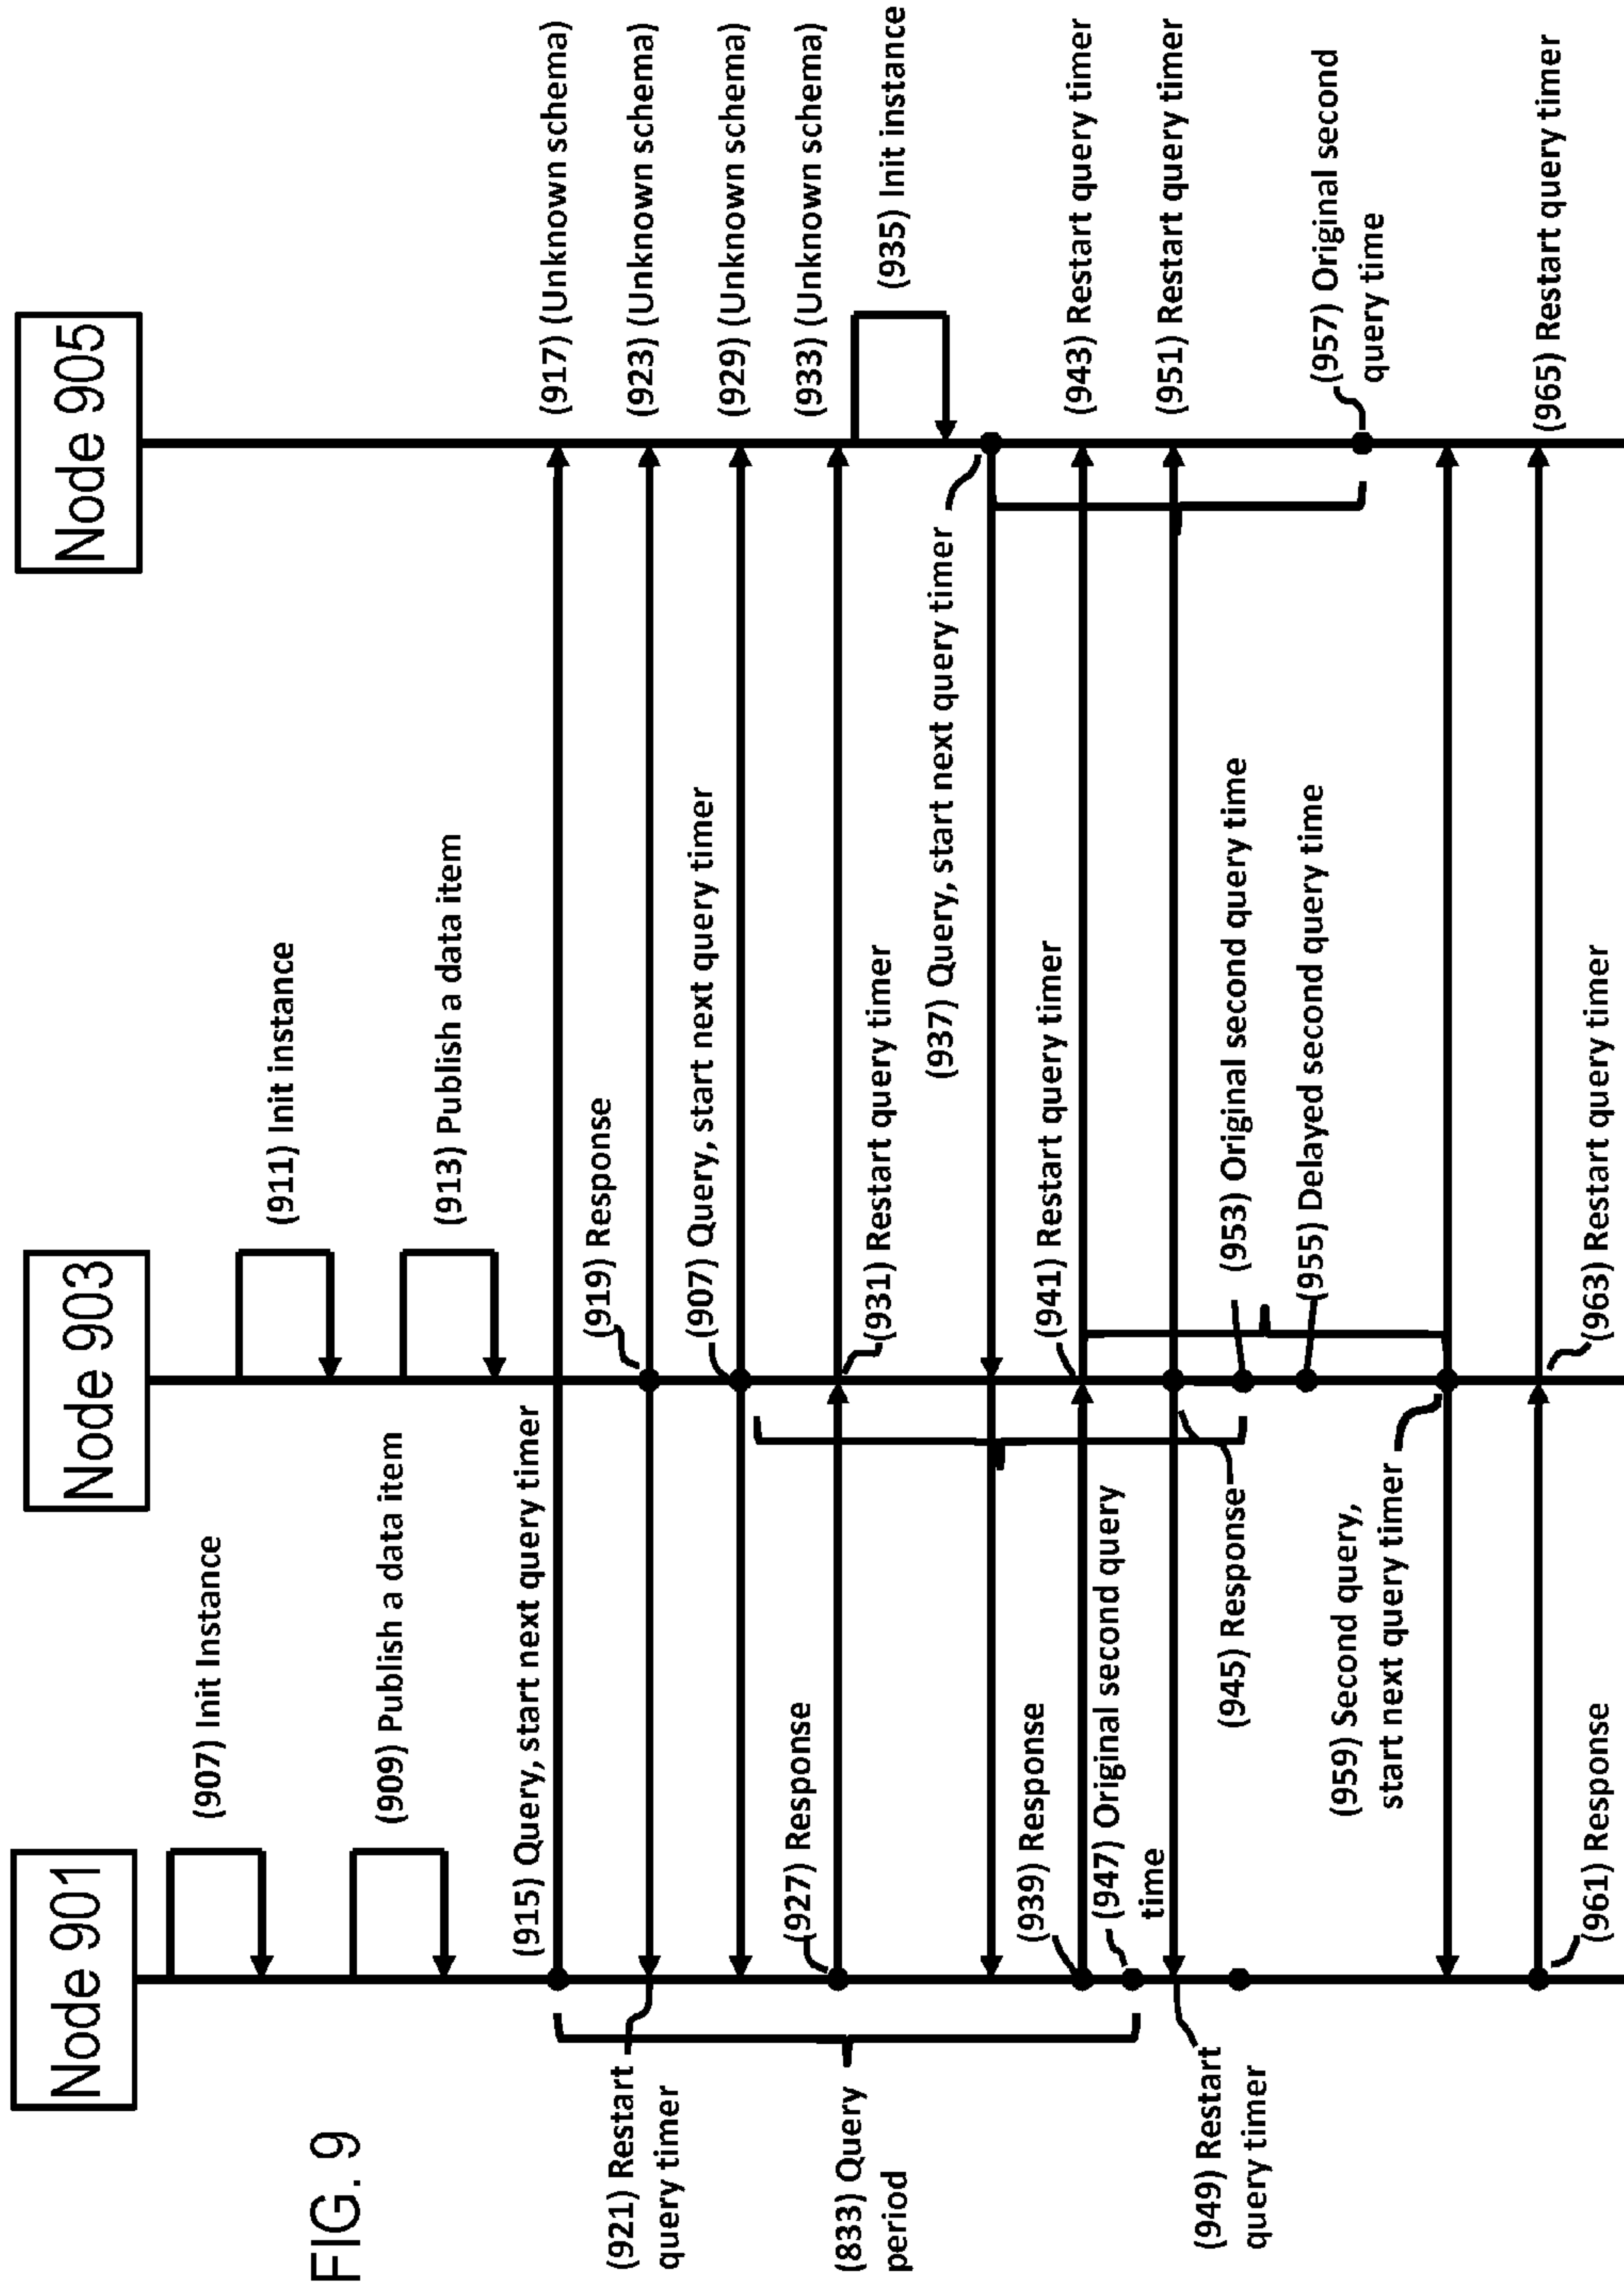 FIG. 9
Node 901
Node 903
Node 905
(907) Init Instance
(911) Init instance
(909) Publish a data item
(913) Publish a data item
(915) Query, start next query timer
(917) (Unknown schema)
(919) Response
(921) Restart
query timer
(923) (Unknown schema)
(907) Query, start next query timer
(929) (Unknown schema)
(927) Response
(931) Restart query timer
(933) (Unknown schema)
(833) Query
period
(935) Init instance
(937) Query, start next query timer
(939) Response
(941) Restart query timer
(943) Restart query timer
(947) Original second query
time
(945) Response
(949) Restart
query timer
(951) Restart query timer
(953) Original second query time
(955) Delayed second query time
(957) Original second
query time
(959) Second query,
start next query timer
(961) Response
(963) Restart query timer
(965) Restart query timer